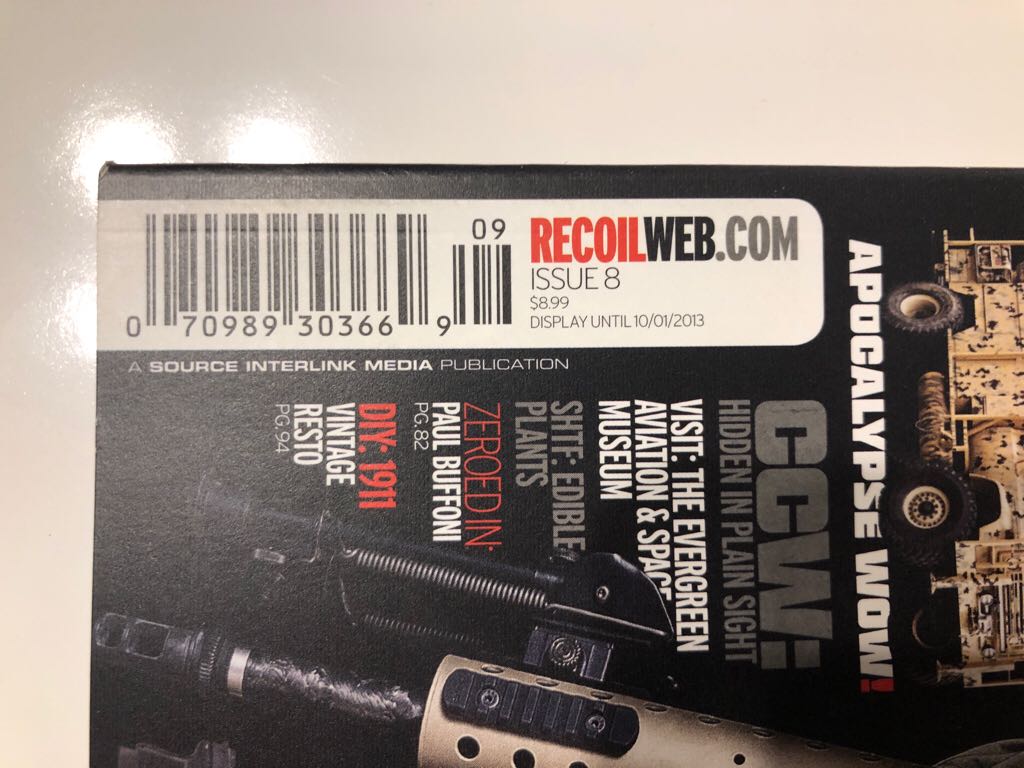 09
0 70989 30366 9
RECOILWEB.COM
ISSUE 8
$8.99
DISPLAY UNTIL 10/01/2013
A SOURCE INTERLINK MEDIA PUBLICATION
APOCALYPSE WOW!
CCW:
HIDDEN IN PLAIN SIGHT
VISIT: THE EVERGREEN
AVIATION & SPACE
MUSEUM
SHTF: EDIBLE
PLANTS
ZEROED IN:
PAUL BUFFONI
PG. 82
DIY: 1911
VINTAGE
RESTO
PG. 94